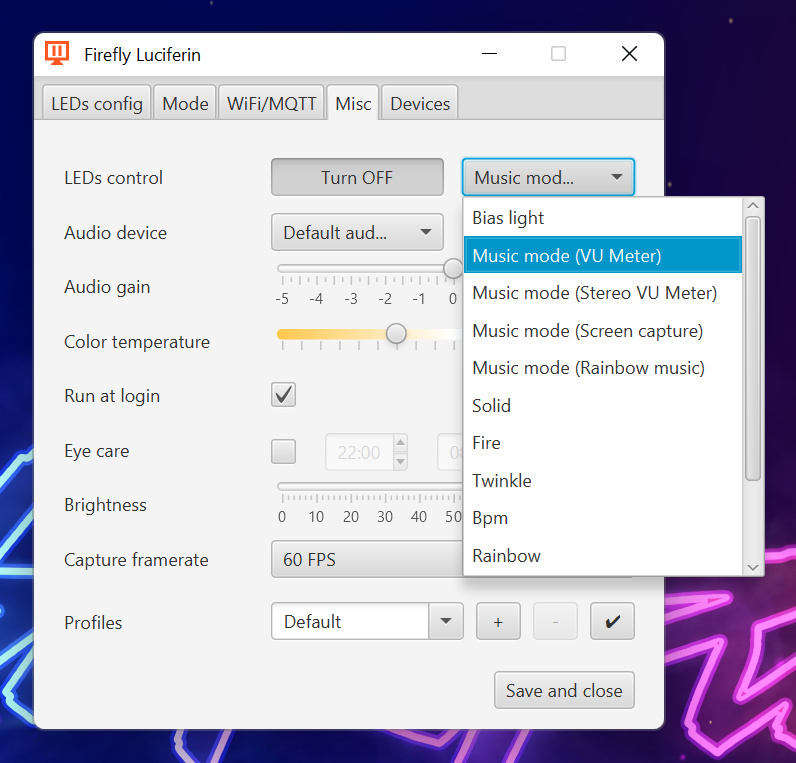 Firefly Luciferin
LEDs config Mode WiFi/MQTT Misc Devices
LEDs control Turn OFF Music mod...
Audio device Default aud...
Audio gain
-5 -4 -3 -2 -1 0
Color temperature
Run at login
Eye care 22:00
Brightness
0 10 20 30 40 50
Capture framerate 60 FPS
Bias light
Music mode (VU Meter)
Music mode (Stereo VU Meter)
Music mode (Screen capture)
Music mode (Rainbow music)
Solid
Fire
Twinkle
Bpm
Rainbow
Profiles Default + -
Save and close